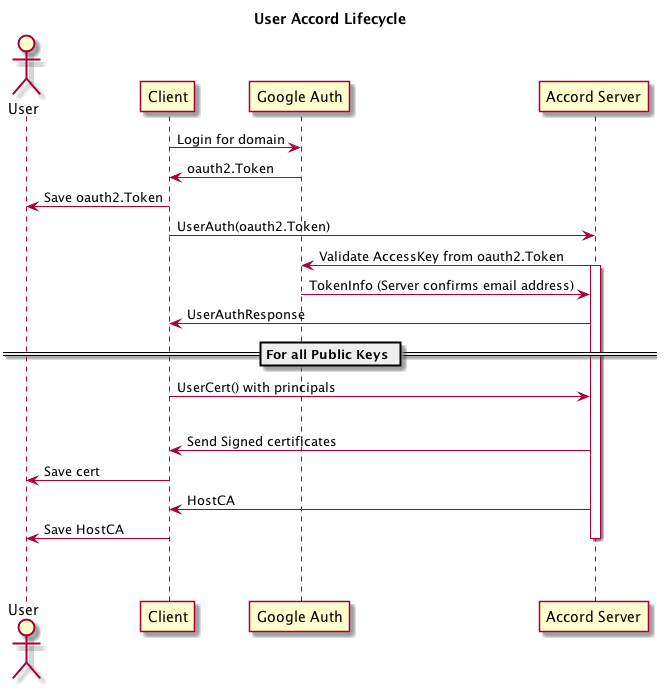 User Accord Lifecycle
User
Client
Google Auth
Accord Server
Login for domain
oauth2.Token
Save oauth2.Token
UserAuth(oauth2.Token)
Validate AccessKey from oauth2.Token
TokenInfo (Server confirms email address)
UserAuthResponse
For all Public Keys
UserCert() with principals
Send Signed certificates
Save cert
HostCA
Save HostCA
User
Client
Google Auth
Accord Server